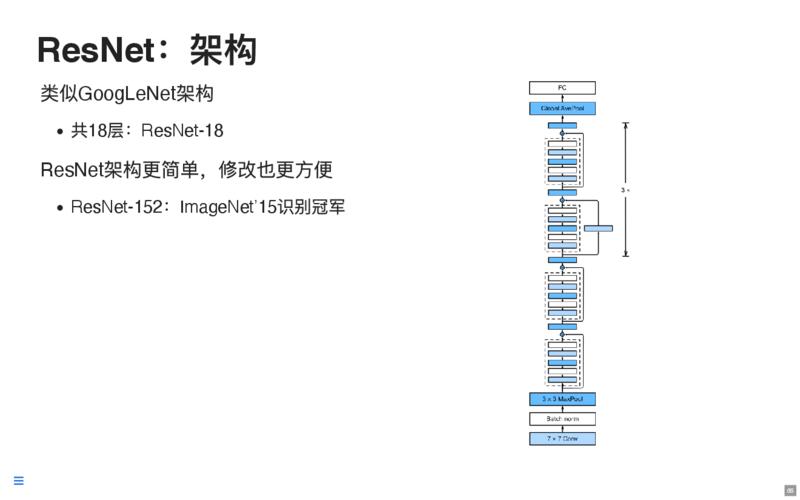 ResNet：架构
类似GoogLeNet架构
• 共18层：ResNet-18
ResNet架构更简单，修改也更方便
• ResNet-152：ImageNet’15识别冠军
FC
Global AvePool
3 ×
3 × 3 MaxPool
Batch norm
7 × 7 Conv